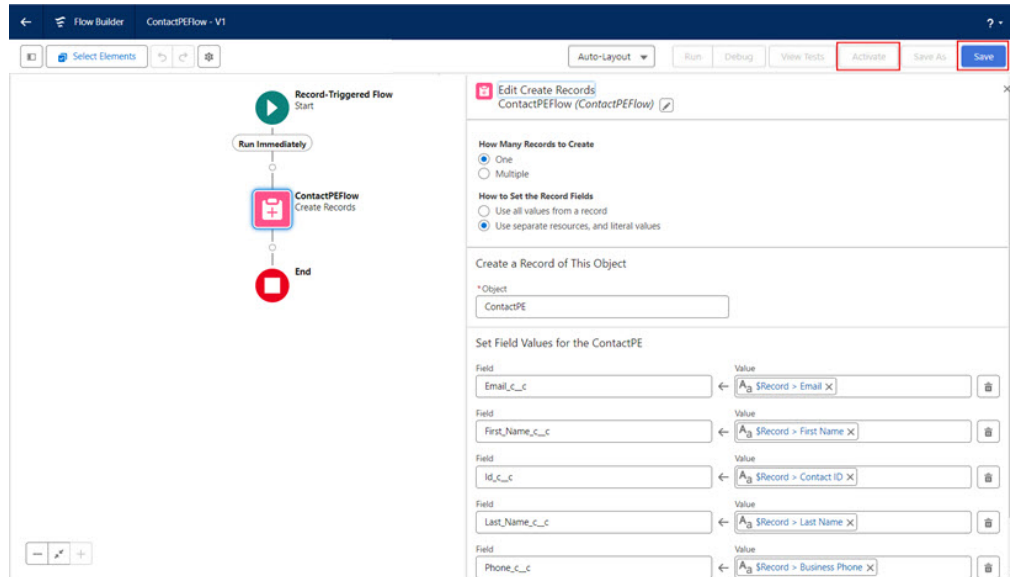 Flow Builder ContactPEFlow - V1 ?
Select Elements Auto-Layout Run Debug View Tests Activate Save As Save
Record-Triggered Flow
Start
Run Immediately
ContactPEFlow
Create Records
End
Edit Create Records
ContactPEFlow (ContactPEFlow)
How Many Records to Create
One
Multiple
How to Set the Record Fields
Use all values from a record
Use separate resources, and literal values
Create a Record of This Object
*Object
ContactPE
Set Field Values for the ContactPE
Field Value
Email_c__c Aa $Record > Email
Field Value
First_Name_c__c Aa $Record > First Name
Field Value
Id_c__c Aa $Record > Contact ID
Field Value
Last_Name_c__c Aa $Record > Last Name
Field Value
Phone_c__c Aa $Record > Business Phone